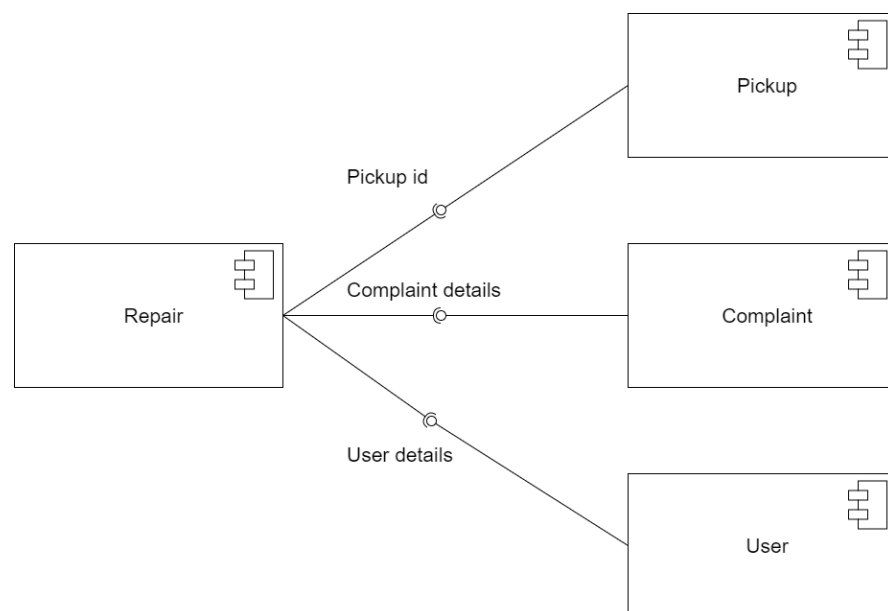 Pickup
Pickup id
Complaint details
Repair
Complaint
User details
User